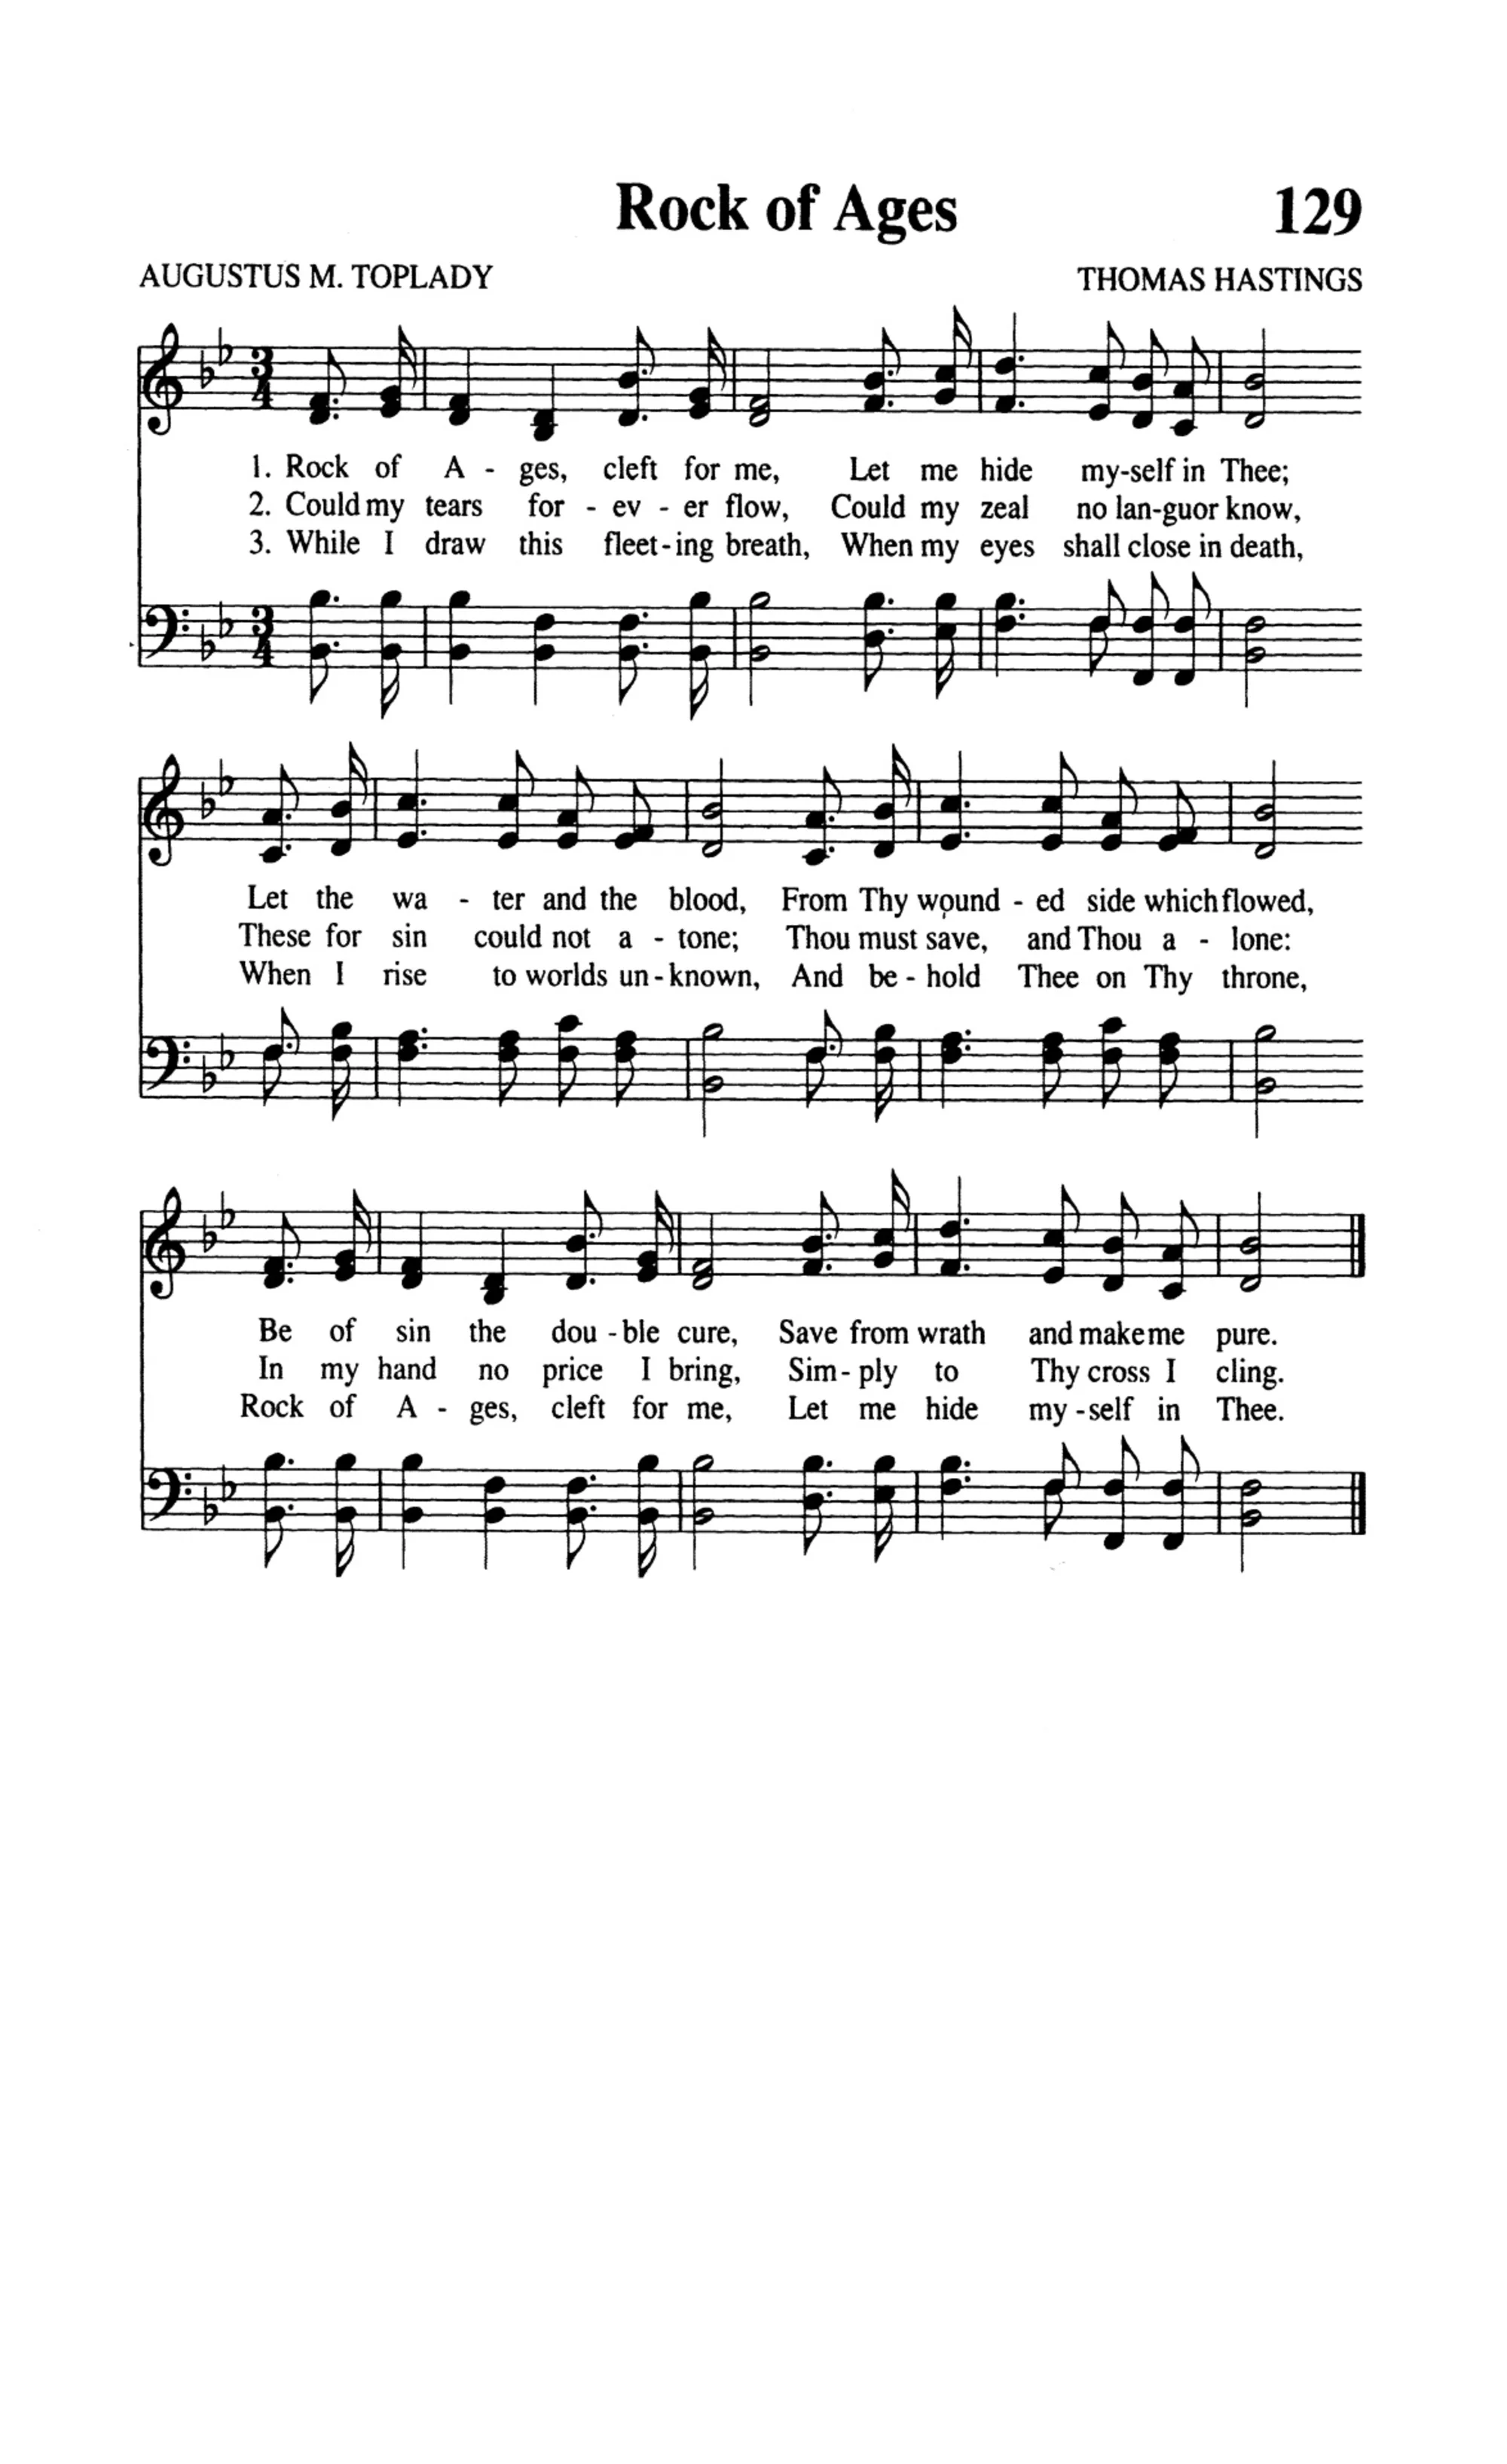 Rock of Ages 129
AUGUSTUS M. TOPLADY THOMAS HASTINGS
3 4
1. Rock of A - ges, cleft for me, Let me hide my-self in Thee;
2. Could my tears for - ev - er flow, Could my zeal no lan-guor know,
3. While I draw this fleet-ing breath, When my eyes shall close in death,
3 4
Let the wa - ter and the blood, From Thy wound - ed side which flowed,
These for sin could not a - tone; Thou must save, and Thou a - lone:
When I rise to worlds un-known, And be - hold Thee on Thy throne,
Be of sin the dou - ble cure, Save from wrath and make me pure.
In my hand no price I bring, Sim - ply to Thy cross I cling.
Rock of A - ges, cleft for me, Let me hide my - self in Thee.